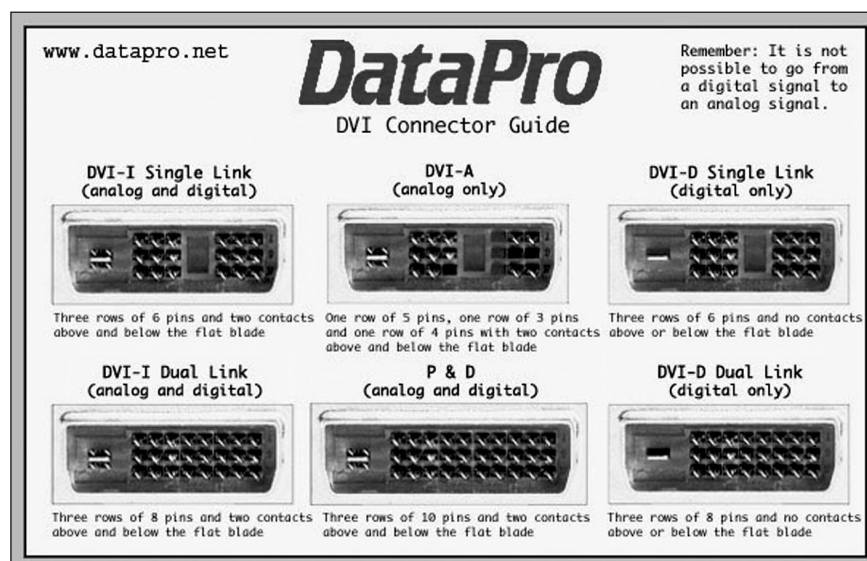 www.datapro.net
DataPro
DVI Connector Guide
Remember: It is not
possible to go from
a digital signal to
an analog signal.
DVI-I Single Link
(analog and digital)
Three rows of 6 pins and two contacts
above and below the flat blade
DVI-A
(analog only)
One row of 5 pins, one row of 3 pins
and one row of 4 pins with two contacts
above and below the flat blade
DVI-D Single Link
(digital only)
Three rows of 6 pins and no contacts
above or below the flat blade
DVI-I Dual Link
(analog and digital)
Three rows of 8 pins and two contacts
above and below the flat blade
P & D
(analog and digital)
Three rows of 10 pins and two contacts
above and below the flat blade
DVI-D Dual Link
(digital only)
Three rows of 8 pins and no contacts
above or below the flat blade